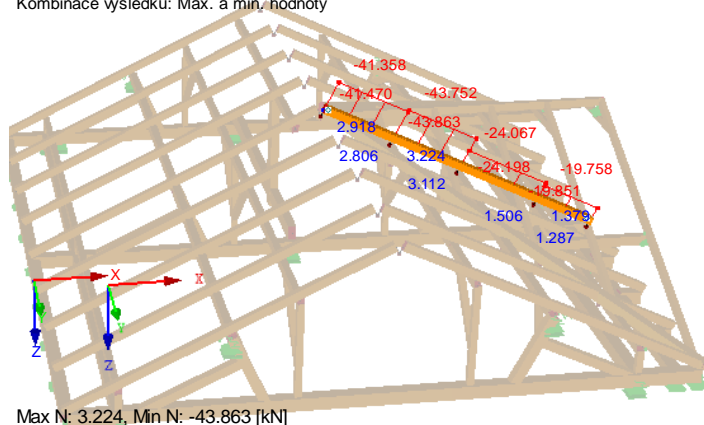 Kombinace výsledků: Max. a min. hodnoty
-41.358
-41.470
-43.752
2.918
-43.863
-24.067
2.806
3.224
-24.198
-19.758
3.112
-19.851
1.506
1.379
1.287
X
X
Y
Z
Z
Max N: 3.224, Min N: -43.863 [kN]